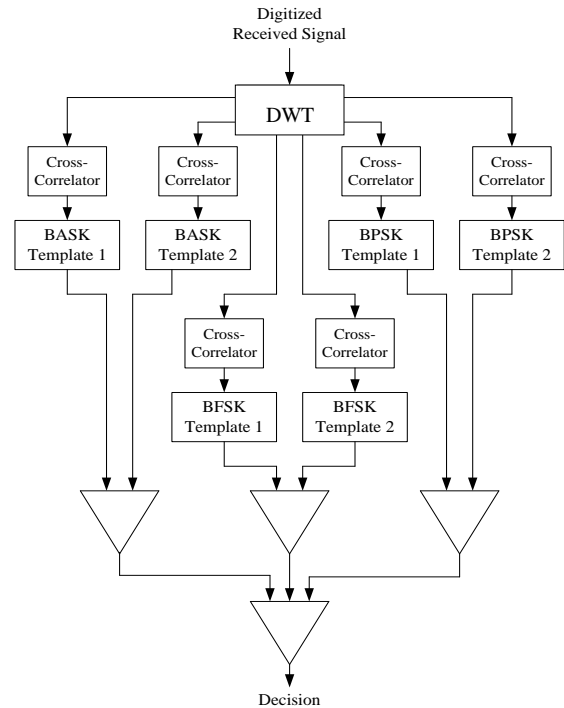 Digitized
Received Signal
DWT
Cross-
Correlator
Cross-
Correlator
Cross-
Correlator
Cross-
Correlator
BASK
Template 1
BASK
Template 2
BPSK
Template 1
BPSK
Template 2
Cross-
Correlator
Cross-
Correlator
BFSK
Template 1
BFSK
Template 2
Decision